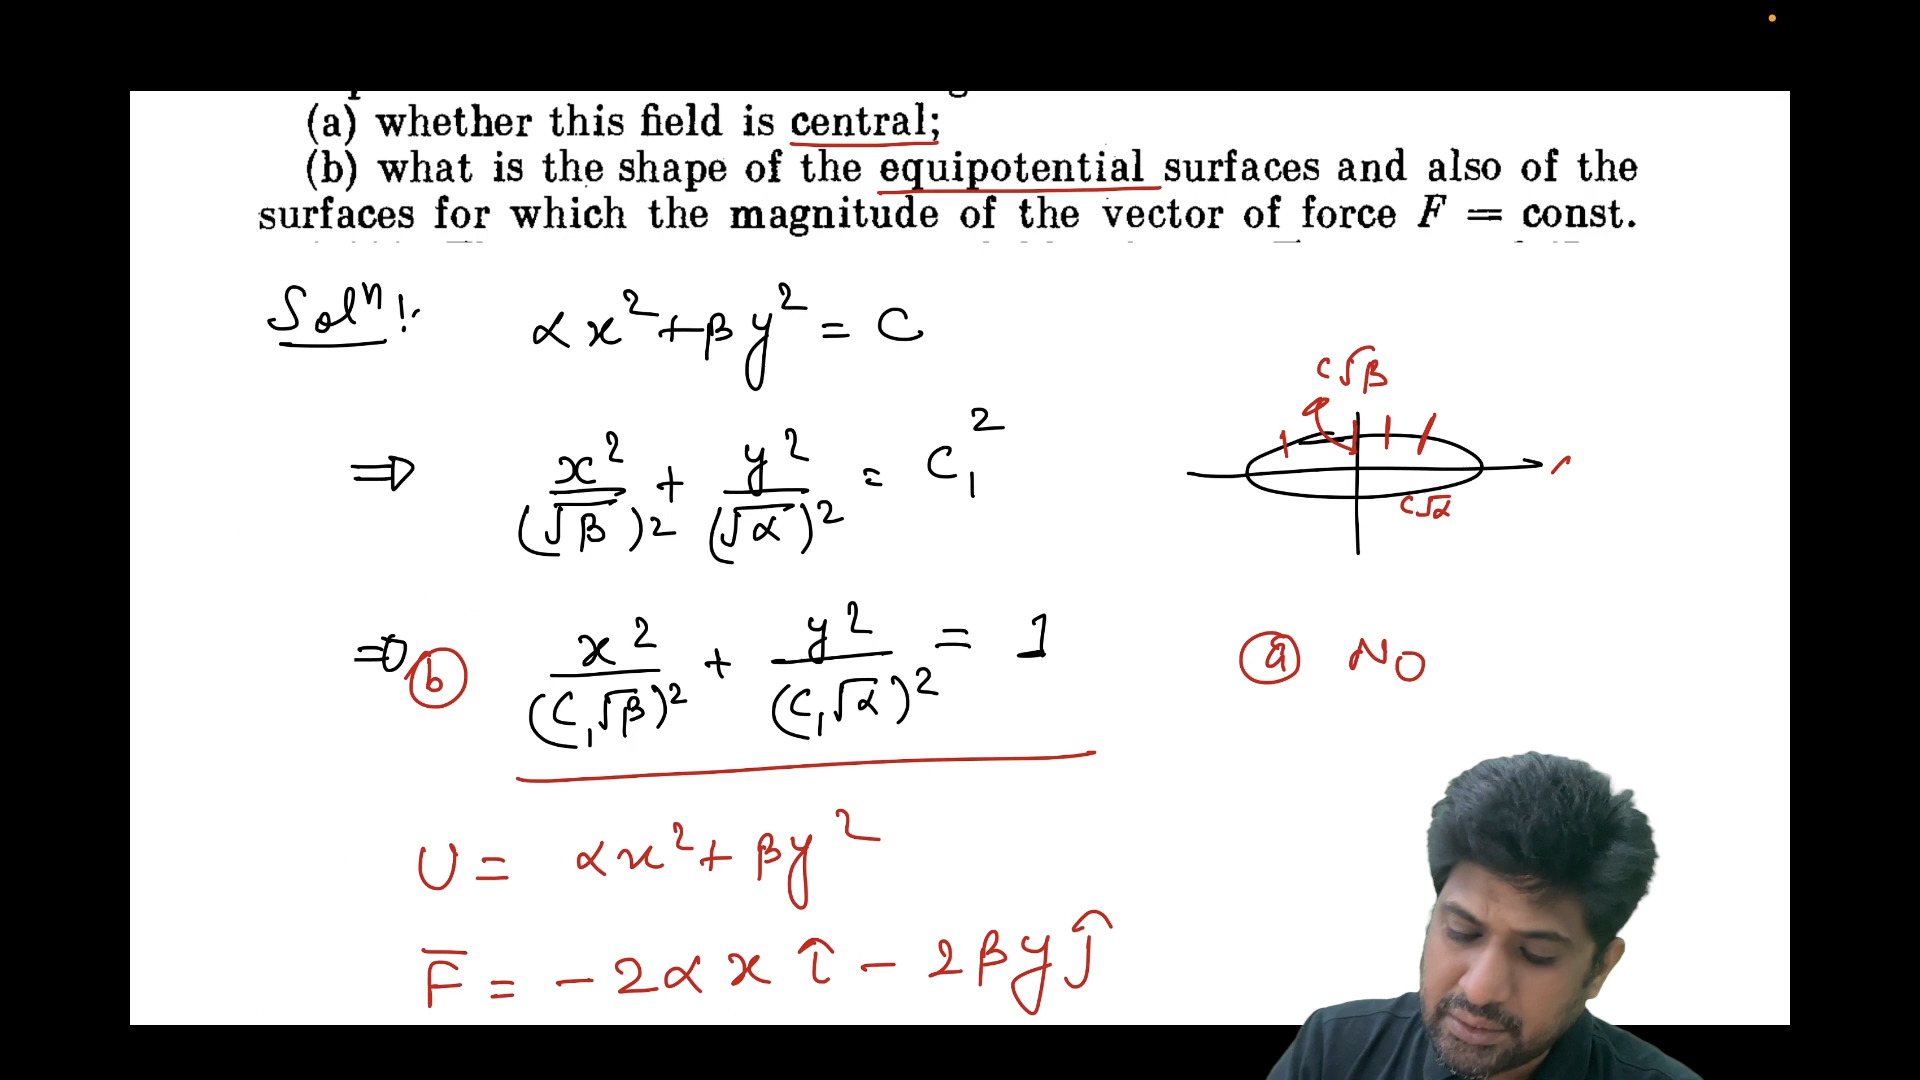 (a) whether this field is central;
(b) what is the shape of the equipotential surfaces and also of the
surfaces for which the magnitude of the vector of force F = const.
Solⁿ:
αx² + βy² = C
⇒ x²/(√β)² + y²/(√α)² = C₁²
⇒ (b) x²/(C₁√β)² + y²/(C₁√α)² = 1
U = αx² + βy²
F̅ = -2αx î - 2βy ĵ
C√β
C√α
(a) NO